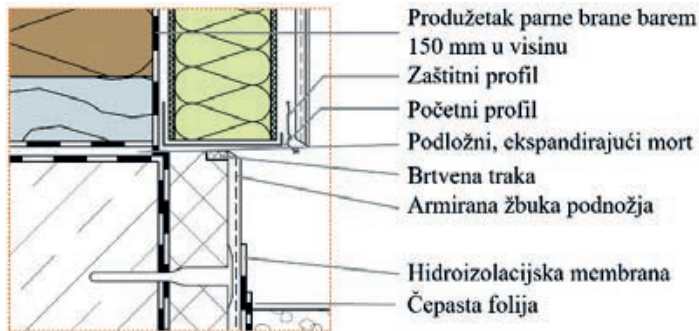 Produžetak parne brane barem
150 mm u visinu
Zaštitni profil
Početni profil
Podložni, ekspandirajući mort
Brtvena traka
Armirana žbuka podnožja
Hidroizolacijska membrana
Čepasta folija